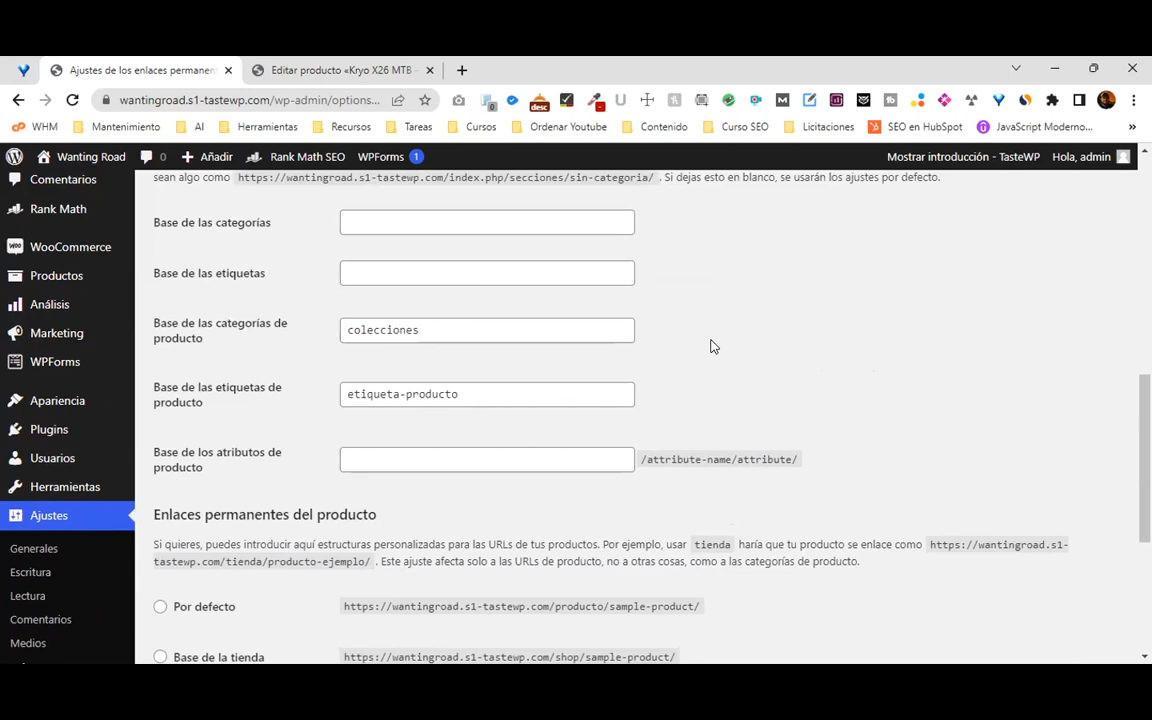 Ajustes de los enlaces permanen
Editar producto «Kryo X26 MTB –
wantingroad.s1-tastewp.com/wp-admin/options...
WHM
Mantenimiento
AI
Herramientas
Recursos
Tareas
Cursos
Ordenar Youtube
Contenido
Curso SEO
Licitaciones
SEO en HubSpot
JavaScript Moderno...
Wanting Road
0
Añadir
Rank Math SEO
WPForms 1
Mostrar introducción - TasteWP
Hola, admin
Comentarios
Rank Math
WooCommerce
Productos
Análisis
Marketing
WPForms
Apariencia
Plugins
Usuarios
Herramientas
Ajustes
Generales
Escritura
Lectura
Comentarios
Medios
sean algo como https://wantingroad.s1-tastewp.com/index.php/secciones/sin-categoria/ . Si dejas esto en blanco, se usarán los ajustes por defecto.
Base de las categorías
Base de las etiquetas
Base de las categorías de
producto
colecciones
Base de las etiquetas de
producto
etiqueta-producto
Base de los atributos de
producto
/attribute-name/attribute/
Enlaces permanentes del producto
Si quieres, puedes introducir aquí estructuras personalizadas para las URLs de tus productos. Por ejemplo, usar tienda haría que tu producto se enlace como https://wantingroad.s1-
tastewp.com/tienda/producto-ejemplo/ . Este ajuste afecta solo a las URLs de producto, no a otras cosas, como a las categorías de producto.
Por defecto
https://wantingroad.s1-tastewp.com/producto/sample-product/
Base de la tienda
https://wantingroad.s1-tastewp.com/shop/sample-product/